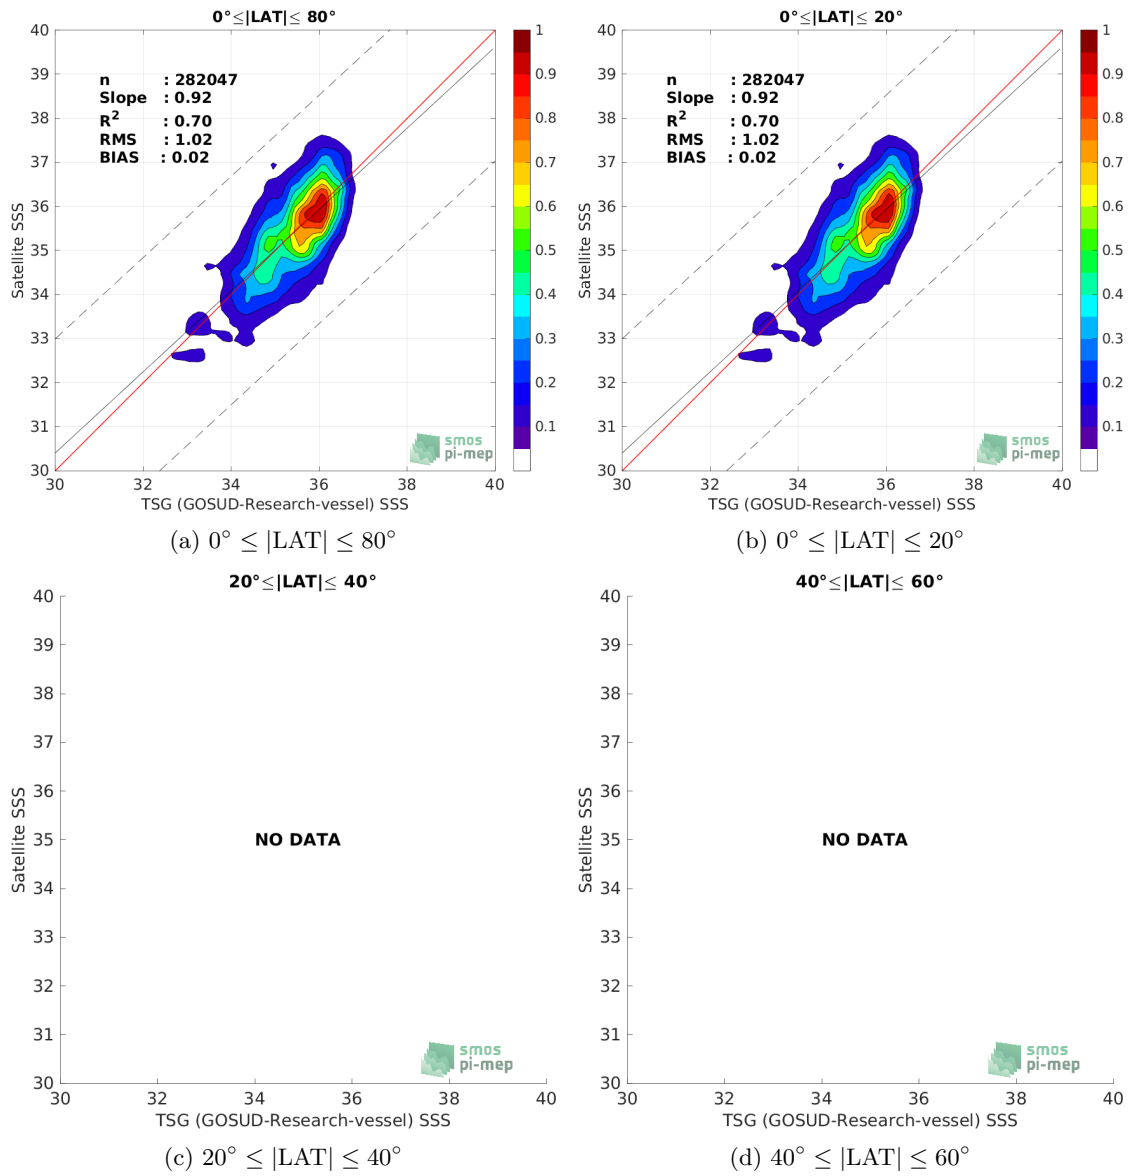 0°≤|LAT|≤ 80°
n : 282047
Slope : 0.92
R² : 0.70
RMS : 1.02
BIAS : 0.02
40
39
38
37
36
35
34
33
32
31
30
Satellite SSS
30 32 34 36 38 40
TSG (GOSUD-Research-vessel) SSS
1
0.9
0.8
0.7
0.6
0.5
0.4
0.3
0.2
0.1
smos
pi-mep
(a) 0° ≤ |LAT| ≤ 80°
0°≤|LAT|≤ 20°
n : 282047
Slope : 0.92
R² : 0.70
RMS : 1.02
BIAS : 0.02
40
39
38
37
36
35
34
33
32
31
30
Satellite SSS
30 32 34 36 38 40
TSG (GOSUD-Research-vessel) SSS
1
0.9
0.8
0.7
0.6
0.5
0.4
0.3
0.2
0.1
smos
pi-mep
(b) 0° ≤ |LAT| ≤ 20°
20°≤|LAT|≤ 40°
40
39
38
37
36
35
34
33
32
31
30
Satellite SSS
NO DATA
smos
pi-mep
30 32 34 36 38 40
TSG (GOSUD-Research-vessel) SSS
(c) 20° ≤ |LAT| ≤ 40°
40°≤|LAT|≤ 60°
40
39
38
37
36
35
34
33
32
31
30
Satellite SSS
NO DATA
smos
pi-mep
30 32 34 36 38 40
TSG (GOSUD-Research-vessel) SSS
(d) 40° ≤ |LAT| ≤ 60°